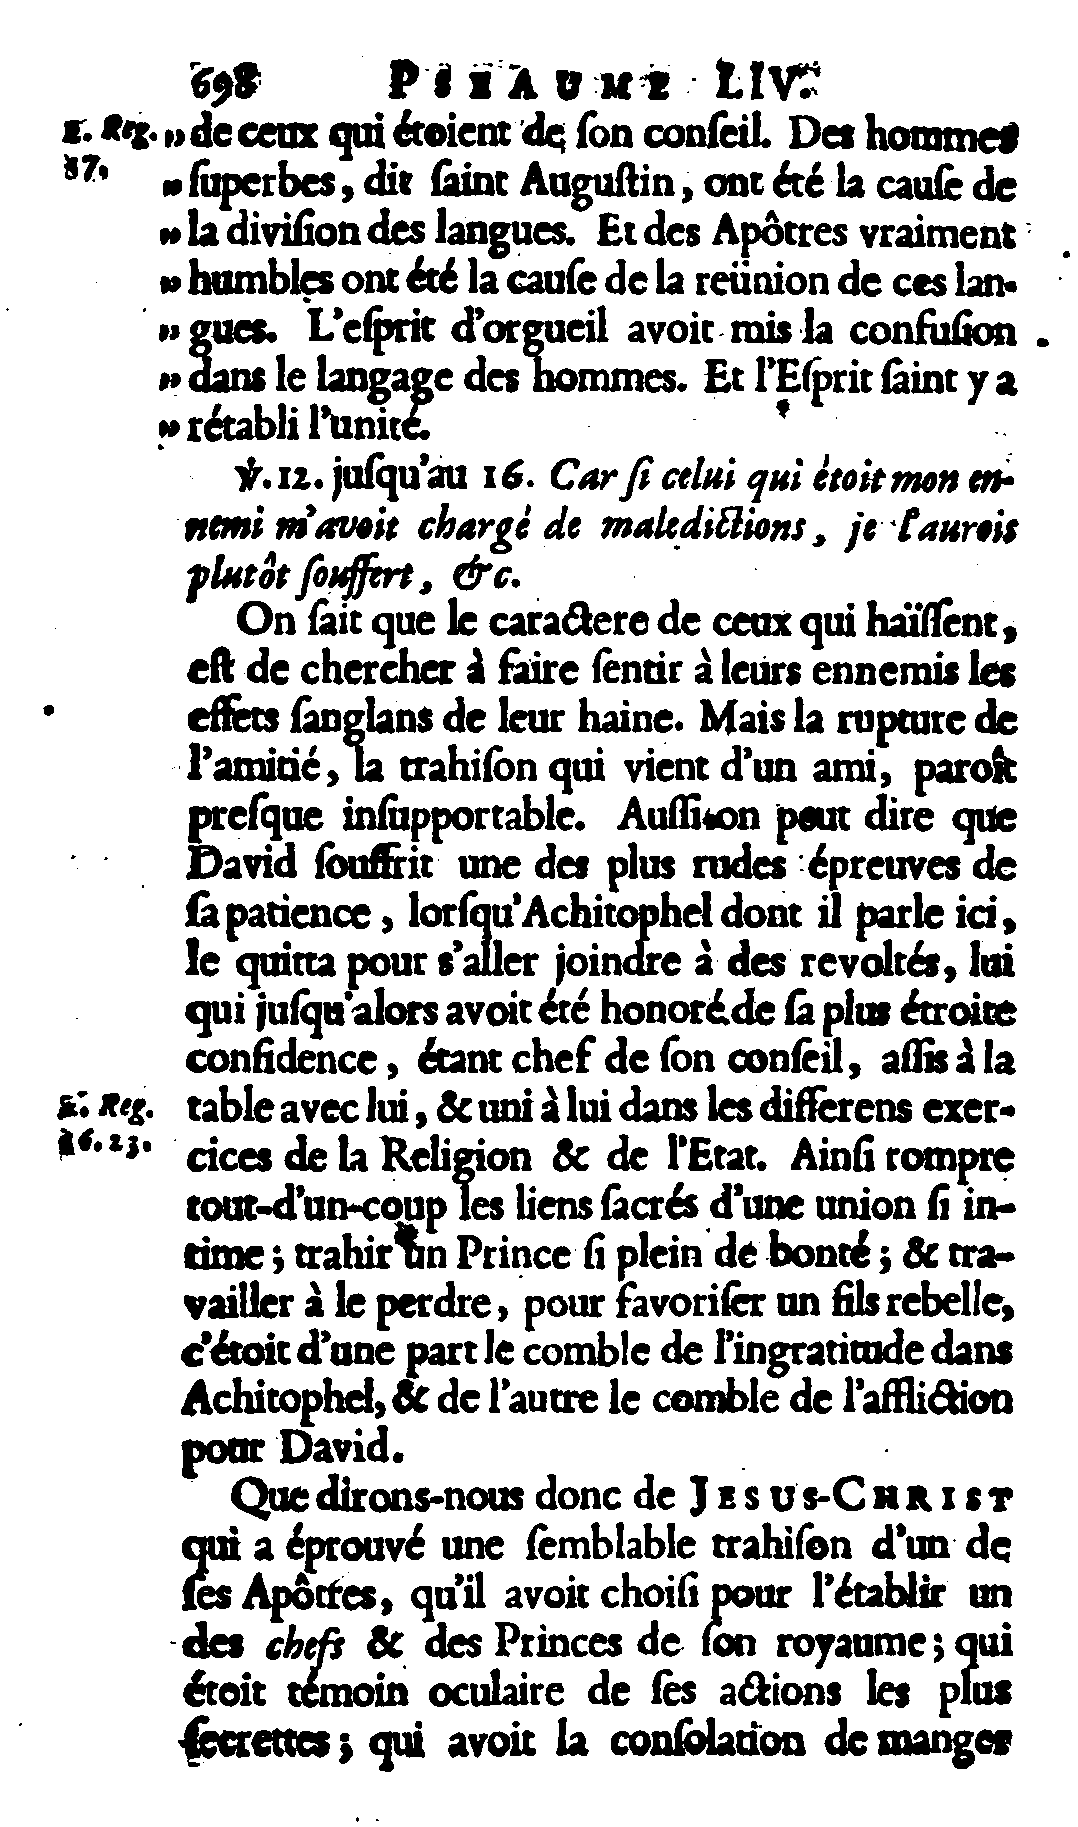 698 PSEAUME LIV.
2. Reg. „ de ceux qui étoient de ſon conſeil. Des hommes
17. „ ſuperbes, dit ſaint Auguſtin, ont été la cauſe de
„ la diviſion des langues. Et des Apôtres vraiment
„ humbles ont été la cauſe de la reünion de ces lan-
„ gues. L'eſprit d'orgueil avoit mis la confuſion
„ dans le langage des hommes. Et l'Eſprit ſaint y a
„ rétabli l'unité.
℣. 12. juſqu'au 16. Car ſi celui qui étoit mon en-
nemi m'avoit chargé de maledictions, je l'aurois
plutôt ſouffert, &c.
On ſait que le caractere de ceux qui haïſſent,
eſt de chercher à faire ſentir à leurs ennemis les
effets ſanglans de leur haine. Mais la rupture de
l'amitié, la trahiſon qui vient d'un ami, paroît
preſque inſupportable. Auſſi on peut dire que
David ſouffrit une des plus rudes épreuves de
ſa patience, lorſqu'Achitophel dont il parle ici,
le quitta pour s'aller joindre à des revoltés, lui
qui juſqu'alors avoit été honoré de ſa plus étroite
confidence, étant chef de ſon conſeil, aſſis à la
2. Reg. table avec lui, & uni à lui dans les differens exer-
16. 23. cices de la Religion & de l'Etat. Ainſi rompre
tout-d'un-coup les liens ſacrés d'une union ſi in-
time; trahir un Prince ſi plein de bonté; & tra-
vailler à le perdre, pour favoriſer un fils rebelle,
c'étoit d'une part le comble de l'ingratitude dans
Achitophel, & de l'autre le comble de l'affliction
pour David.
Que dirons-nous donc de JESUS-CHRIST
qui a éprouvé une ſemblable trahiſon d'un de
ſes Apôtres, qu'il avoit choiſi pour l'établir un
des chefs & des Princes de ſon royaume; qui
étoit témoin oculaire de ſes actions les plus
ſecrettes; qui avoit la conſolation de manger